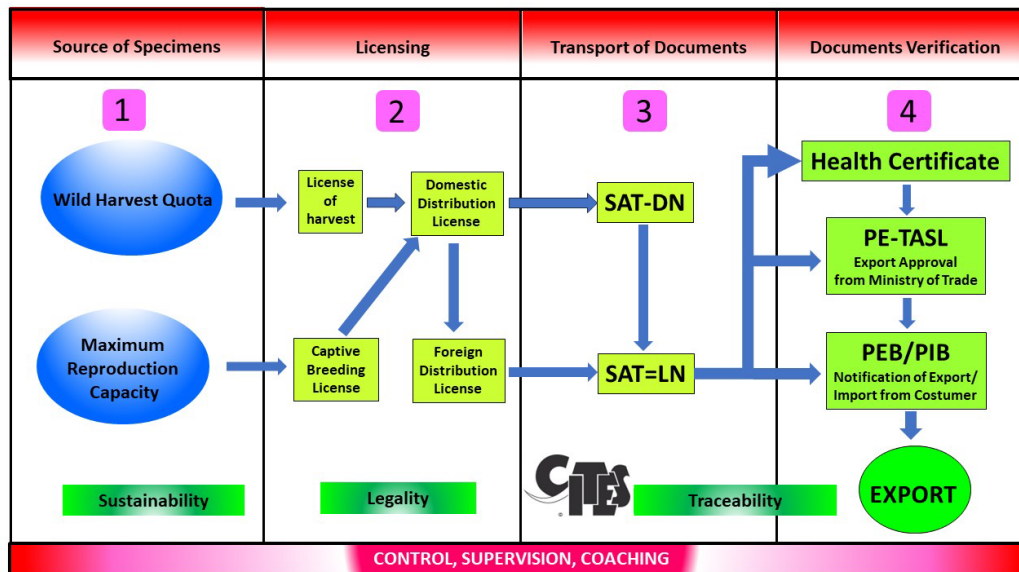 Source of Specimens
Licensing
Transport of Documents
Documents Verification
1
2
3
4
Wild Harvest Quota
License
of
harvest
Domestic
Distribution
License
SAT-DN
Health Certificate
PE-TASL
Export Approval
from Ministry of Trade
Maximum
Reproduction
Capacity
Captive
Breeding
License
Foreign
Distribution
License
SAT=LN
PEB/PIB
Notification of Export/
Import from Costumer
EXPORT
Sustainability
Legality
CITES
®
Traceability
CONTROL, SUPERVISION, COACHING